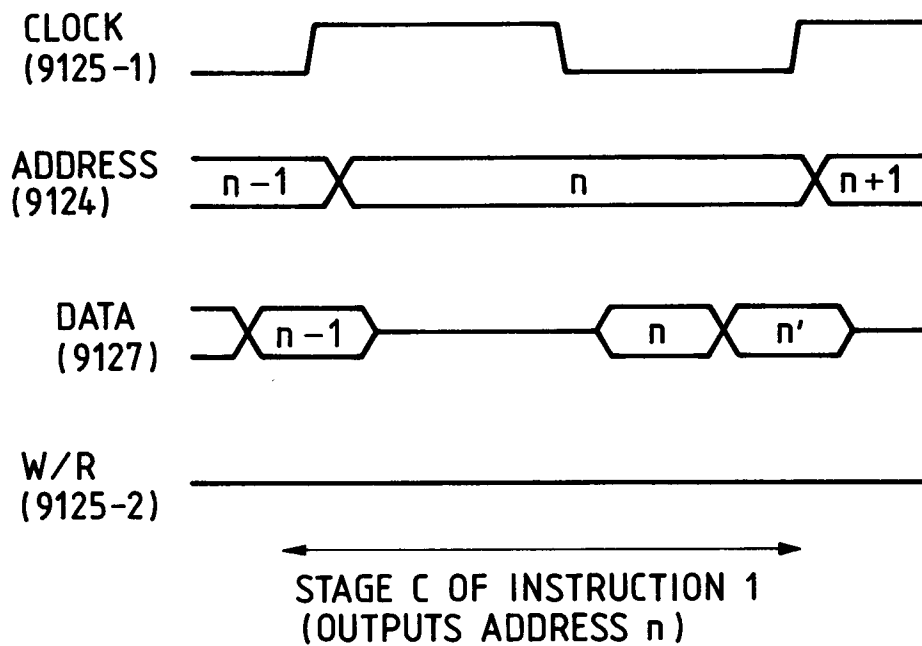 CLOCK
(9125-1)
ADDRESS
(9124)
n-1
n
n+1
DATA
(9127)
n-1
n
n'
W/R
(9125-2)
STAGE C OF INSTRUCTION 1
(OUTPUTS ADDRESS n)